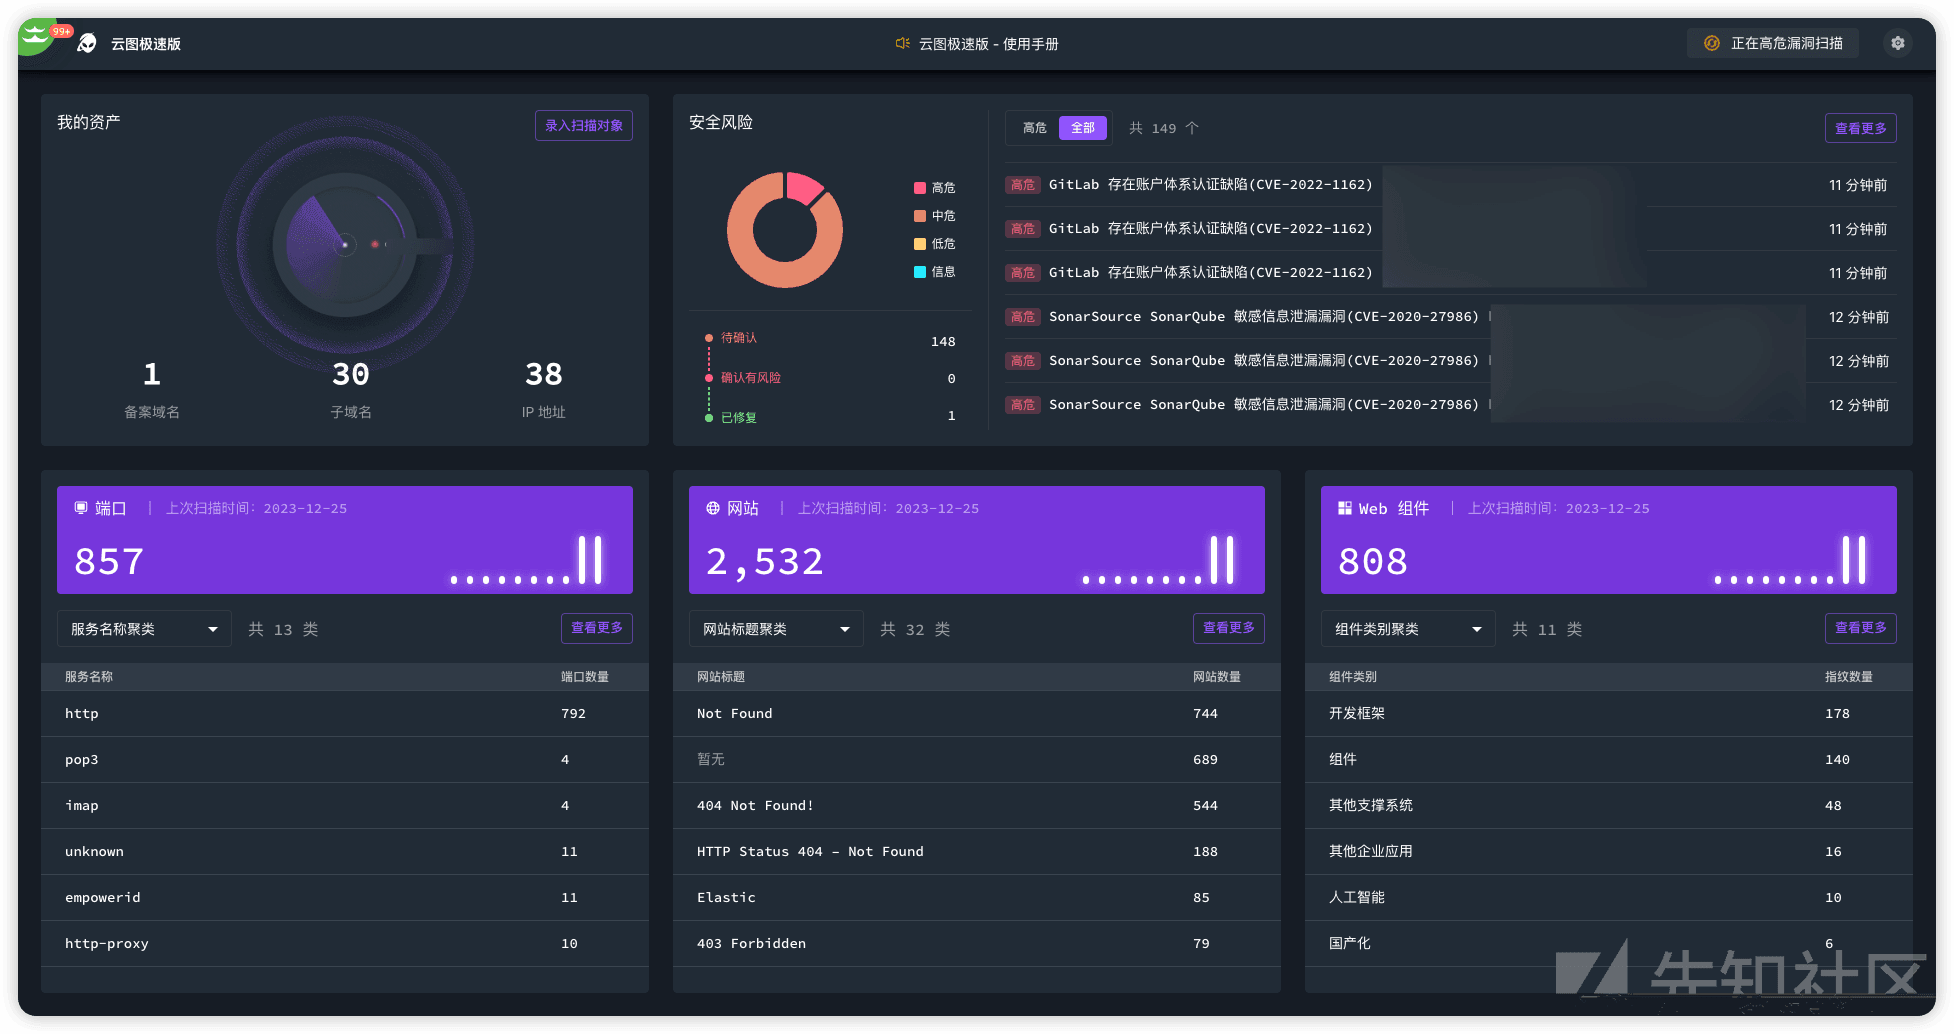 99+
云图极速版
云图极速版 - 使用手册
正在高危漏洞扫描
我的资产
录入扫描对象
1
30
38
备案域名
子域名
IP 地址
安全风险
高危
中危
低危
信息
待确认 148
确认有风险 0
已修复 1
高危 全部 共 149 个
查看更多
高危 GitLab 存在账户体系认证缺陷(CVE-2022-1162) 11 分钟前
高危 GitLab 存在账户体系认证缺陷(CVE-2022-1162) 11 分钟前
高危 GitLab 存在账户体系认证缺陷(CVE-2022-1162) 11 分钟前
高危 SonarSource SonarQube 敏感信息泄漏漏洞(CVE-2020-27986) 12 分钟前
高危 SonarSource SonarQube 敏感信息泄漏漏洞(CVE-2020-27986) 12 分钟前
高危 SonarSource SonarQube 敏感信息泄漏漏洞(CVE-2020-27986) 12 分钟前
端口 | 上次扫描时间: 2023-12-25
857
服务名称聚类 共 13 类 查看更多
服务名称 端口数量
http 792
pop3 4
imap 4
unknown 11
empowerid 11
http-proxy 10
网站 | 上次扫描时间: 2023-12-25
2,532
网站标题聚类 共 32 类 查看更多
网站标题 网站数量
Not Found 744
暂无 689
404 Not Found! 544
HTTP Status 404 – Not Found 188
Elastic 85
403 Forbidden 79
Web 组件 | 上次扫描时间: 2023-12-25
808
组件类别聚类 共 11 类 查看更多
组件类别 指纹数量
开发框架 178
组件 140
其他支撑系统 48
其他企业应用 16
人工智能 10
国产化 6
先知社区